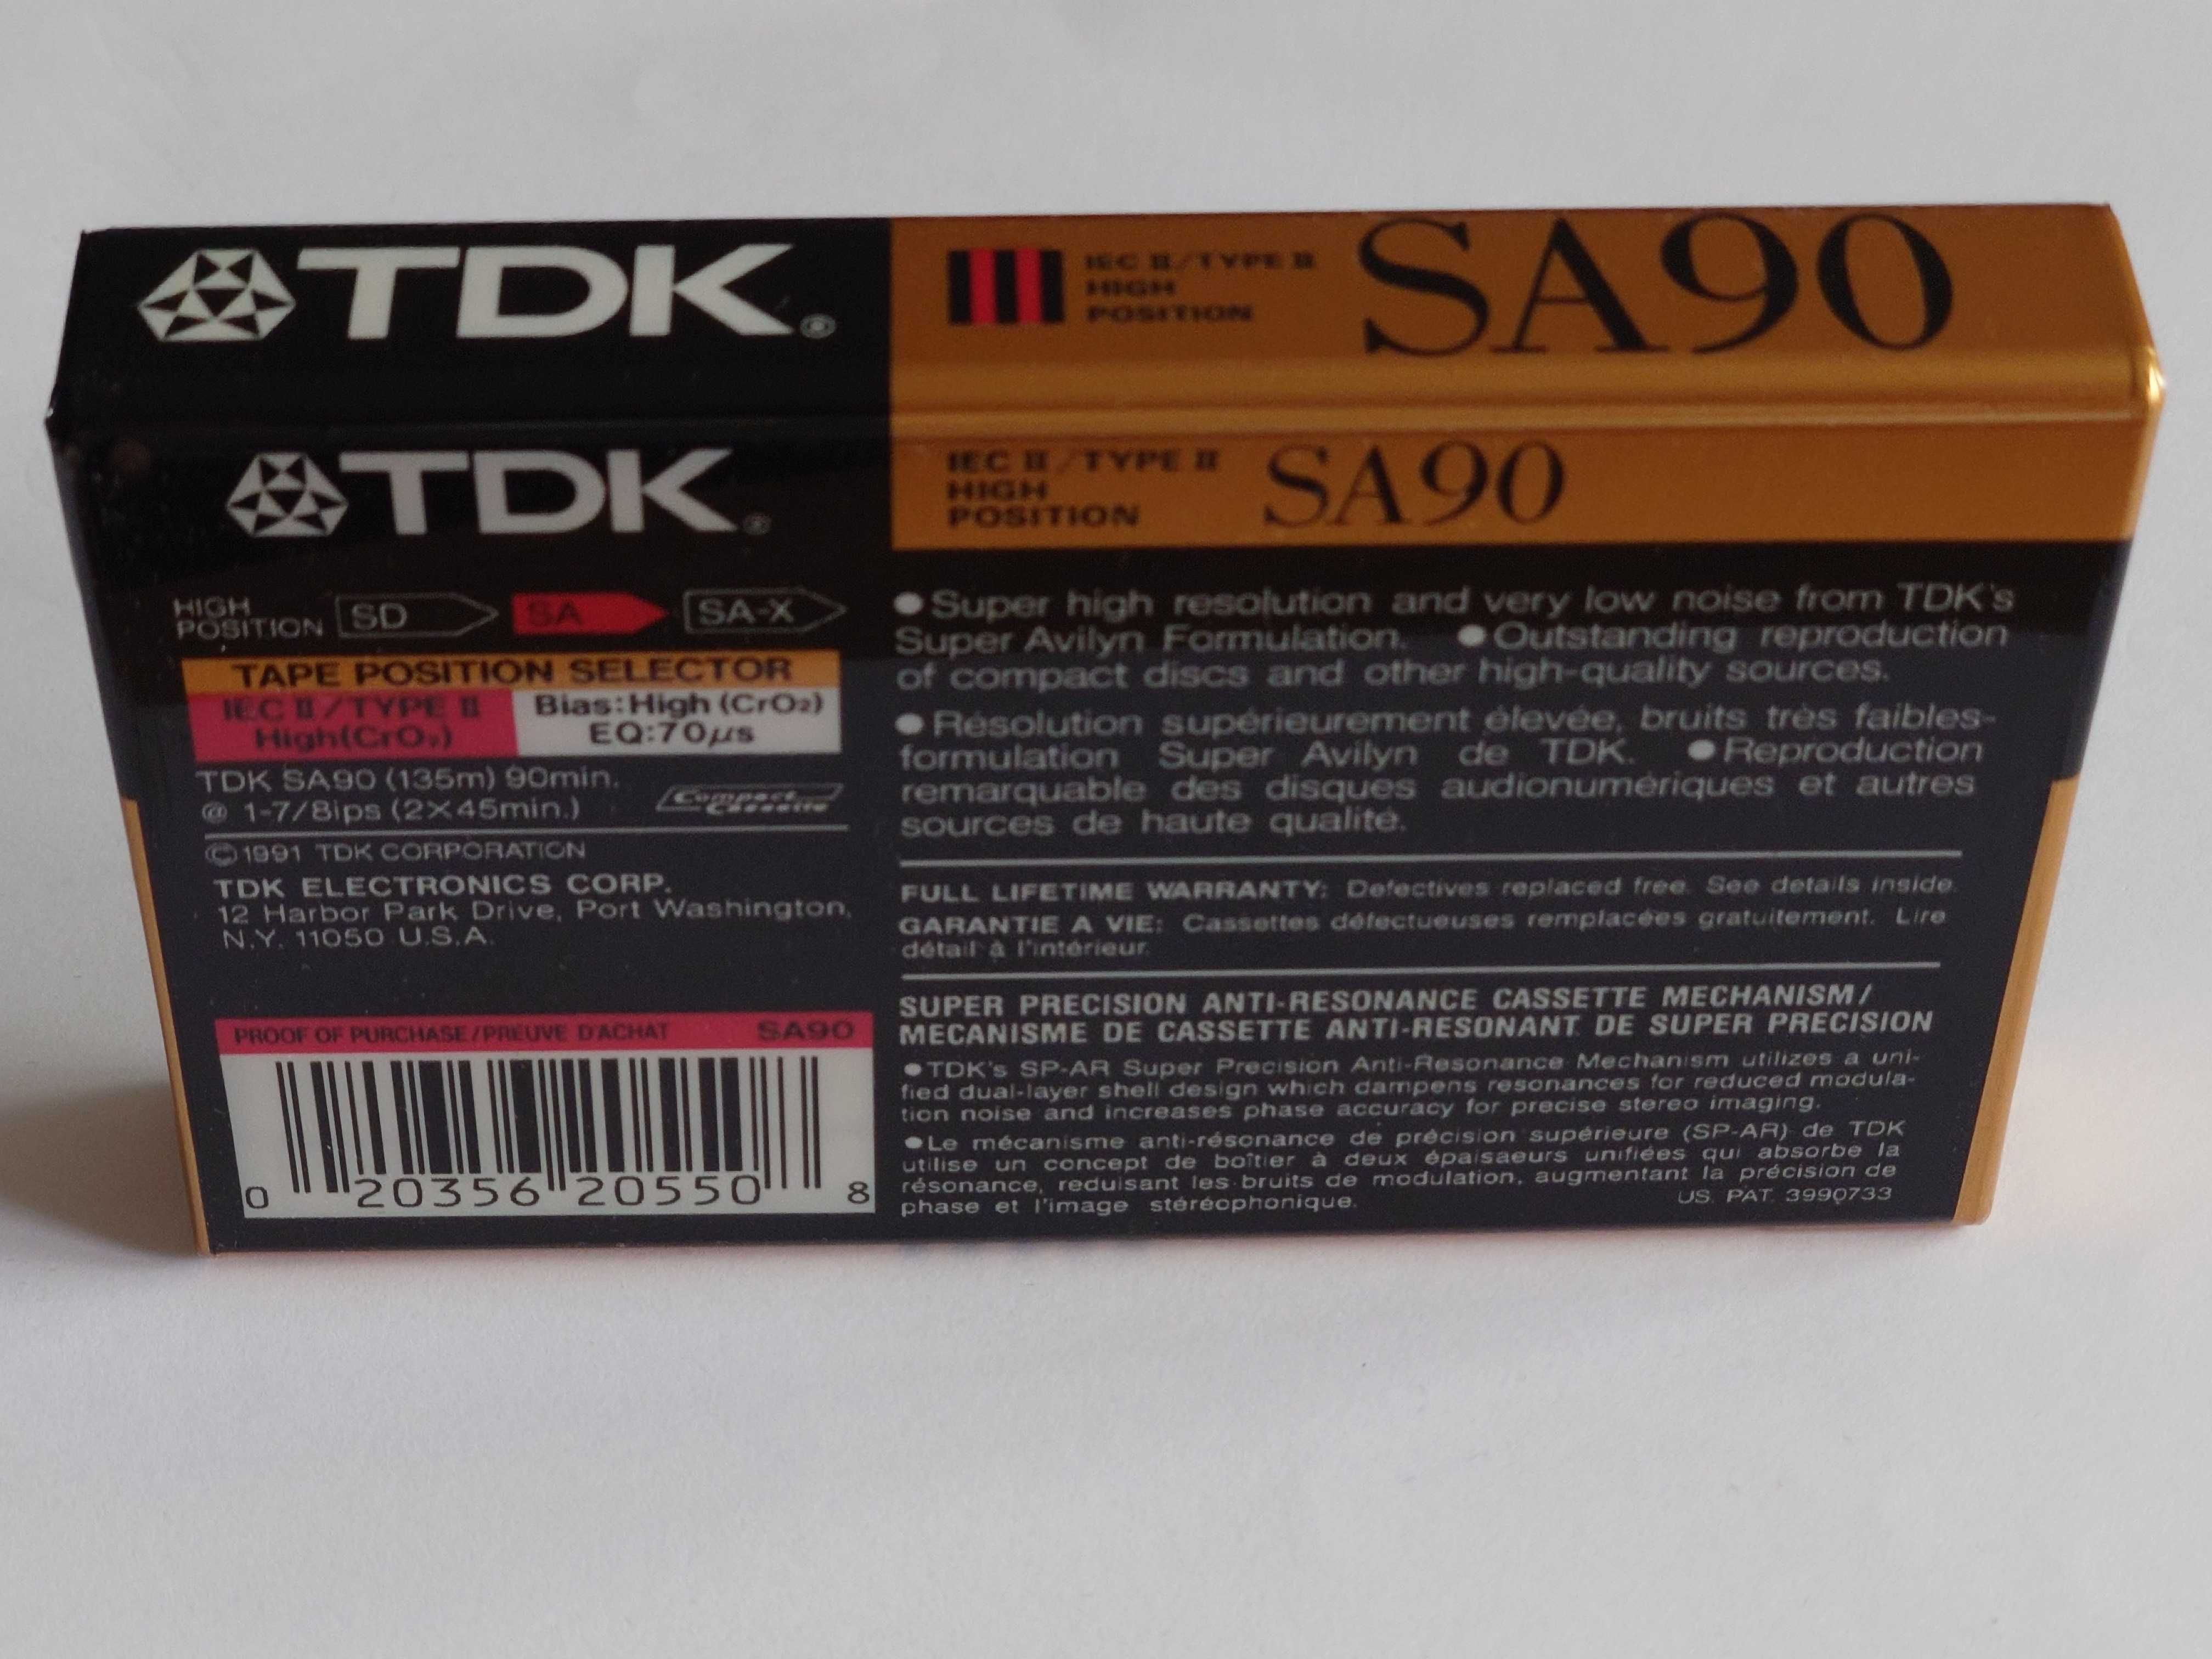 TDK®
IEC II/TYPE II
HIGH
POSITION
SA90
TDK®
IEC II/TYPE II
HIGH
POSITION
SA90
HIGH
POSITION
SD
SA
SA-X
TAPE POSITION SELECTOR
IEC II/TYPE II
High(CrO₂)
Bias:High (CrO₂)
EQ:70μs
TDK SA90 (135m) 90min.
@ 1-7/8ips (2×45min.)
Compact
Cassette
©1991 TDK CORPORATION
TDK ELECTRONICS CORP.
12 Harbor Park Drive, Port Washington,
N.Y. 11050 U.S.A.
PROOF OF PURCHASE/PREUVE D'ACHAT SA90
0 20356 20550 8
●Super high resolution and very low noise from TDK's
Super Avilyn Formulation. ●Outstanding reproduction
of compact discs and other high-quality sources.
●Résolution supérieurement élevée, bruits très faibles-
formulation Super Avilyn de TDK. ●Reproduction
remarquable des disques audionumériques et autres
sources de haute qualité.
FULL LIFETIME WARRANTY: Defectives replaced free. See details inside.
GARANTIE A VIE: Cassettes défectueuses remplacées gratuitement. Lire
détail à l'intérieur.
SUPER PRECISION ANTI-RESONANCE CASSETTE MECHANISM/
MECANISME DE CASSETTE ANTI-RESONANT DE SUPER PRECISION
●TDK's SP-AR Super Precision Anti-Resonance Mechanism utilizes a uni-
fied dual-layer shell design which dampens resonances for reduced modula-
tion noise and increases phase accuracy for precise stereo imaging.
●Le mécanisme anti-résonance de précision supérieure (SP-AR) de TDK
utilise un concept de boîtier à deux épaisaeurs unifiées qui absorbe la
résonance, reduisant les bruits de modulation, augmentant la précision de
phase et l'image stéréophonique.
US. PAT. 3990733